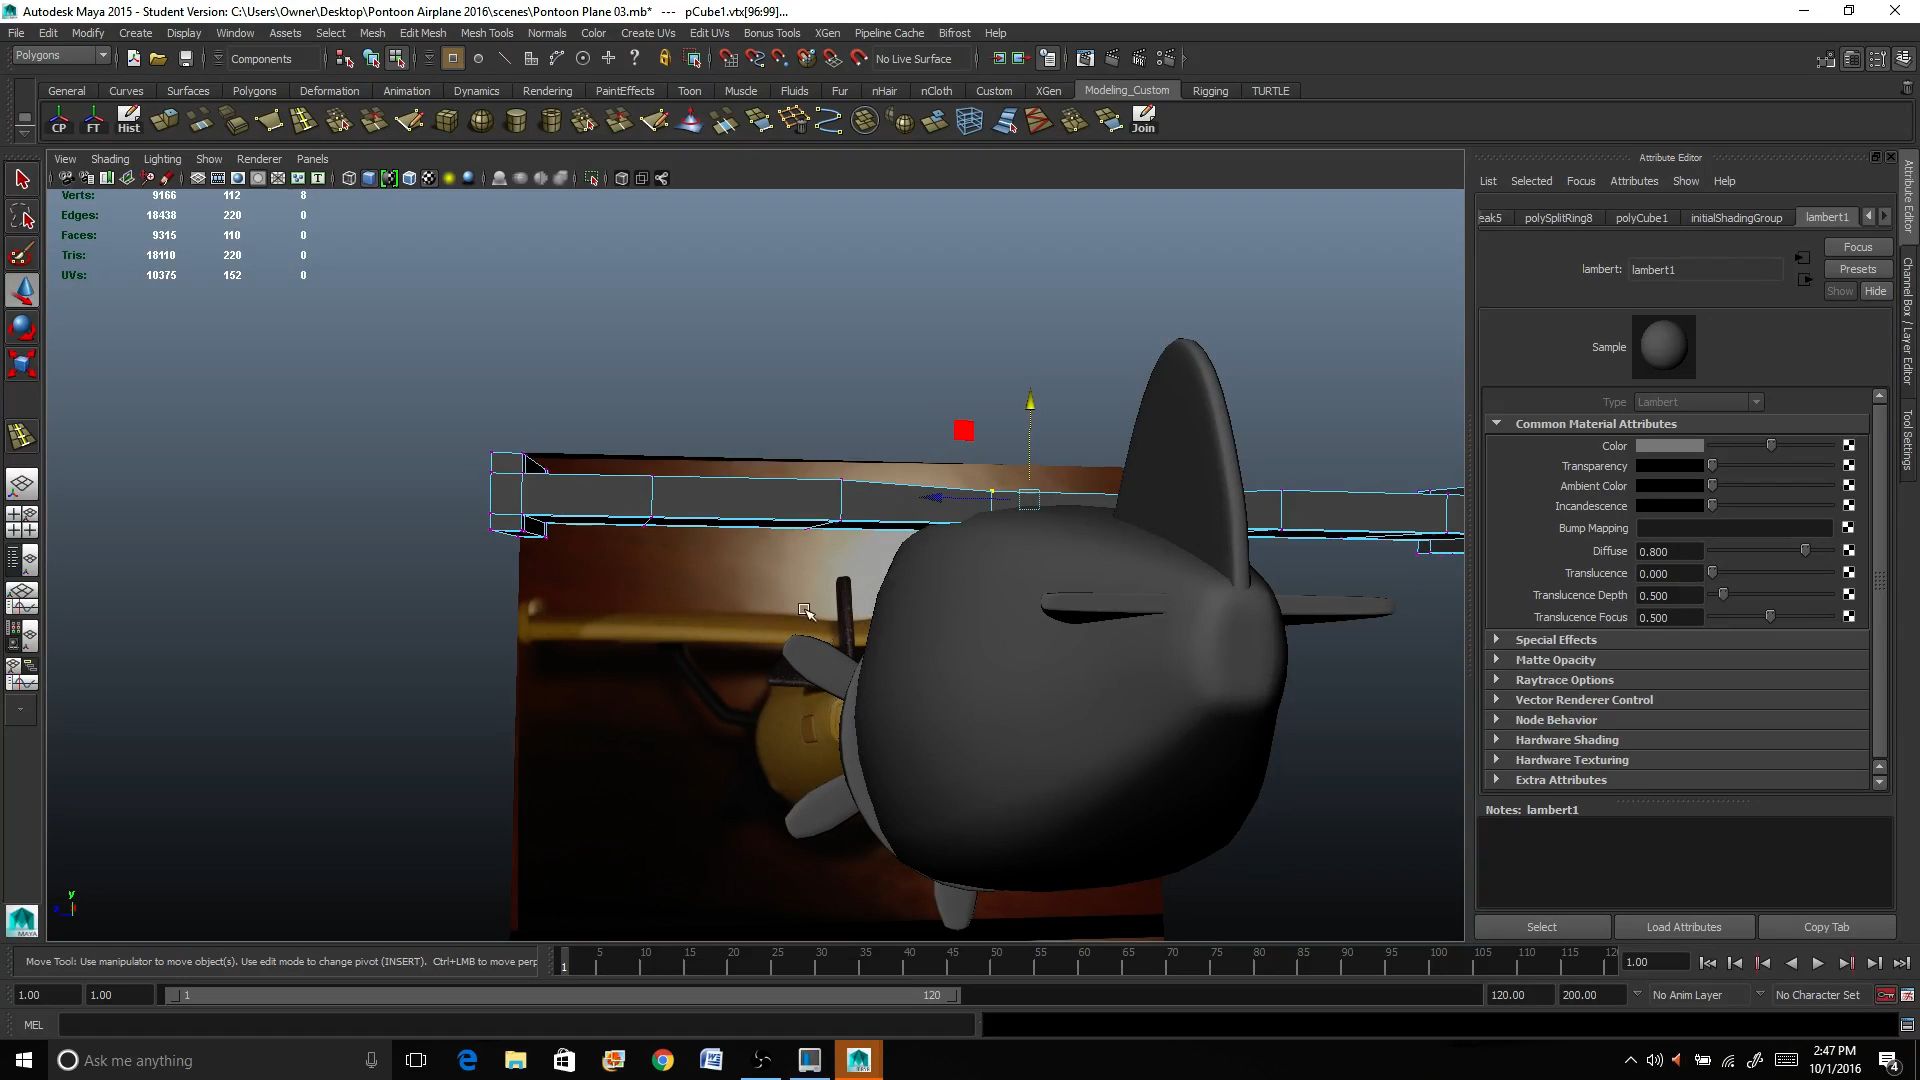 Autodesk Maya 2015 - Student Version: C:\Users\Owner\Desktop\Pontoon Airplane 2016\scenes\Pontoon Plane 03.mb*   ---   pCube1.vtx[96:99]...
File Edit Modify Create Display Window Assets Select Mesh Edit Mesh Mesh Tools Normals Color Create UVs Edit UVs Bonus Tools XGen Pipeline Cache Bifrost Help
Polygons Components No Live Surface
General Curves Surfaces Polygons Deformation Animation Dynamics Rendering PaintEffects Toon Muscle Fluids Fur nHair nCloth Custom XGen Modeling_Custom Rigging TURTLE
CP FT Hist Join
View Shading Lighting Show Renderer Panels
Attribute Editor
List Selected Focus Attributes Show Help
Verts: 9166 112 8
Edges: 18438 220 0
Faces: 9315 110 0
Tris: 18110 220 0
UVs: 10375 152 0
eak5 polySplitRing8 polyCube1 initialShadingGroup lambert1
Focus
lambert: lambert1 Presets
Show Hide
Sample
Type Lambert
Common Material Attributes
Color
Transparency
Ambient Color
Incandescence
Bump Mapping
Diffuse 0.800
Translucence 0.000
Translucence Depth 0.500
Translucence Focus 0.500
Special Effects
Matte Opacity
Raytrace Options
Vector Renderer Control
Node Behavior
Hardware Shading
Hardware Texturing
Extra Attributes
Notes: lambert1
Select Load Attributes Copy Tab
Attribute Editor
Channel Box / Layer Editor
Tool Settings
y
MAYA
Move Tool: Use manipulator to move object(s). Use edit mode to change pivot (INSERT). Ctrl+LMB to move perp
1 5 10 15 20 25 30 35 40 45 50 55 60 65 70 75 80 85 90 95 100 105 110 115 12 1.00
1.00 1.00 1 120 120.00 200.00 No Anim Layer No Character Set
MEL
Ask me anything
2:47 PM
10/1/2016
4